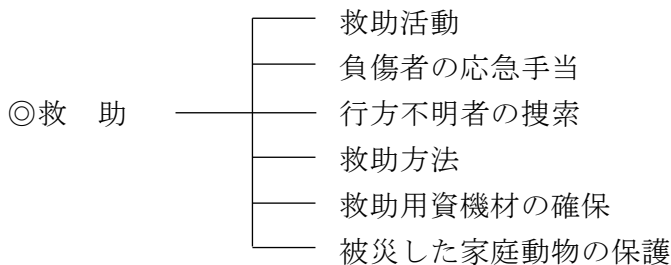 救助活動
負傷者の応急手当
◎救　助
行方不明者の捜索
救助方法
救助用資機材の確保
被災した家庭動物の保護